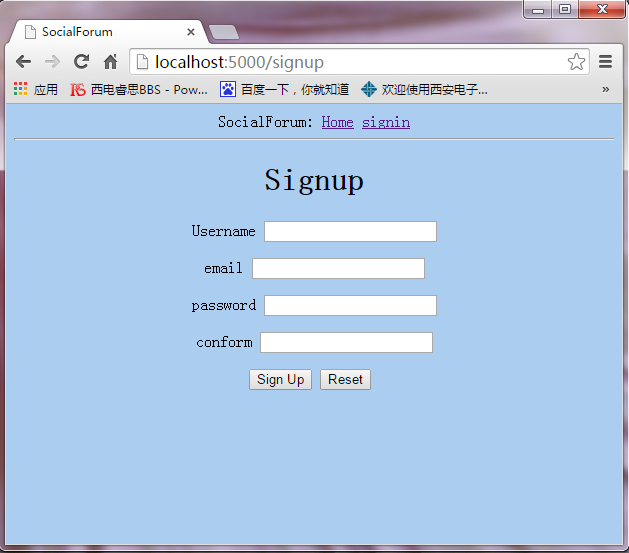 SocialForum
localhost:5000/signup
应用 西电睿思BBS - Pow... 百度一下，你就知道 欢迎使用西安电子... »
SocialForum: Home signin
Signup
Username
email
password
conform
Sign Up Reset